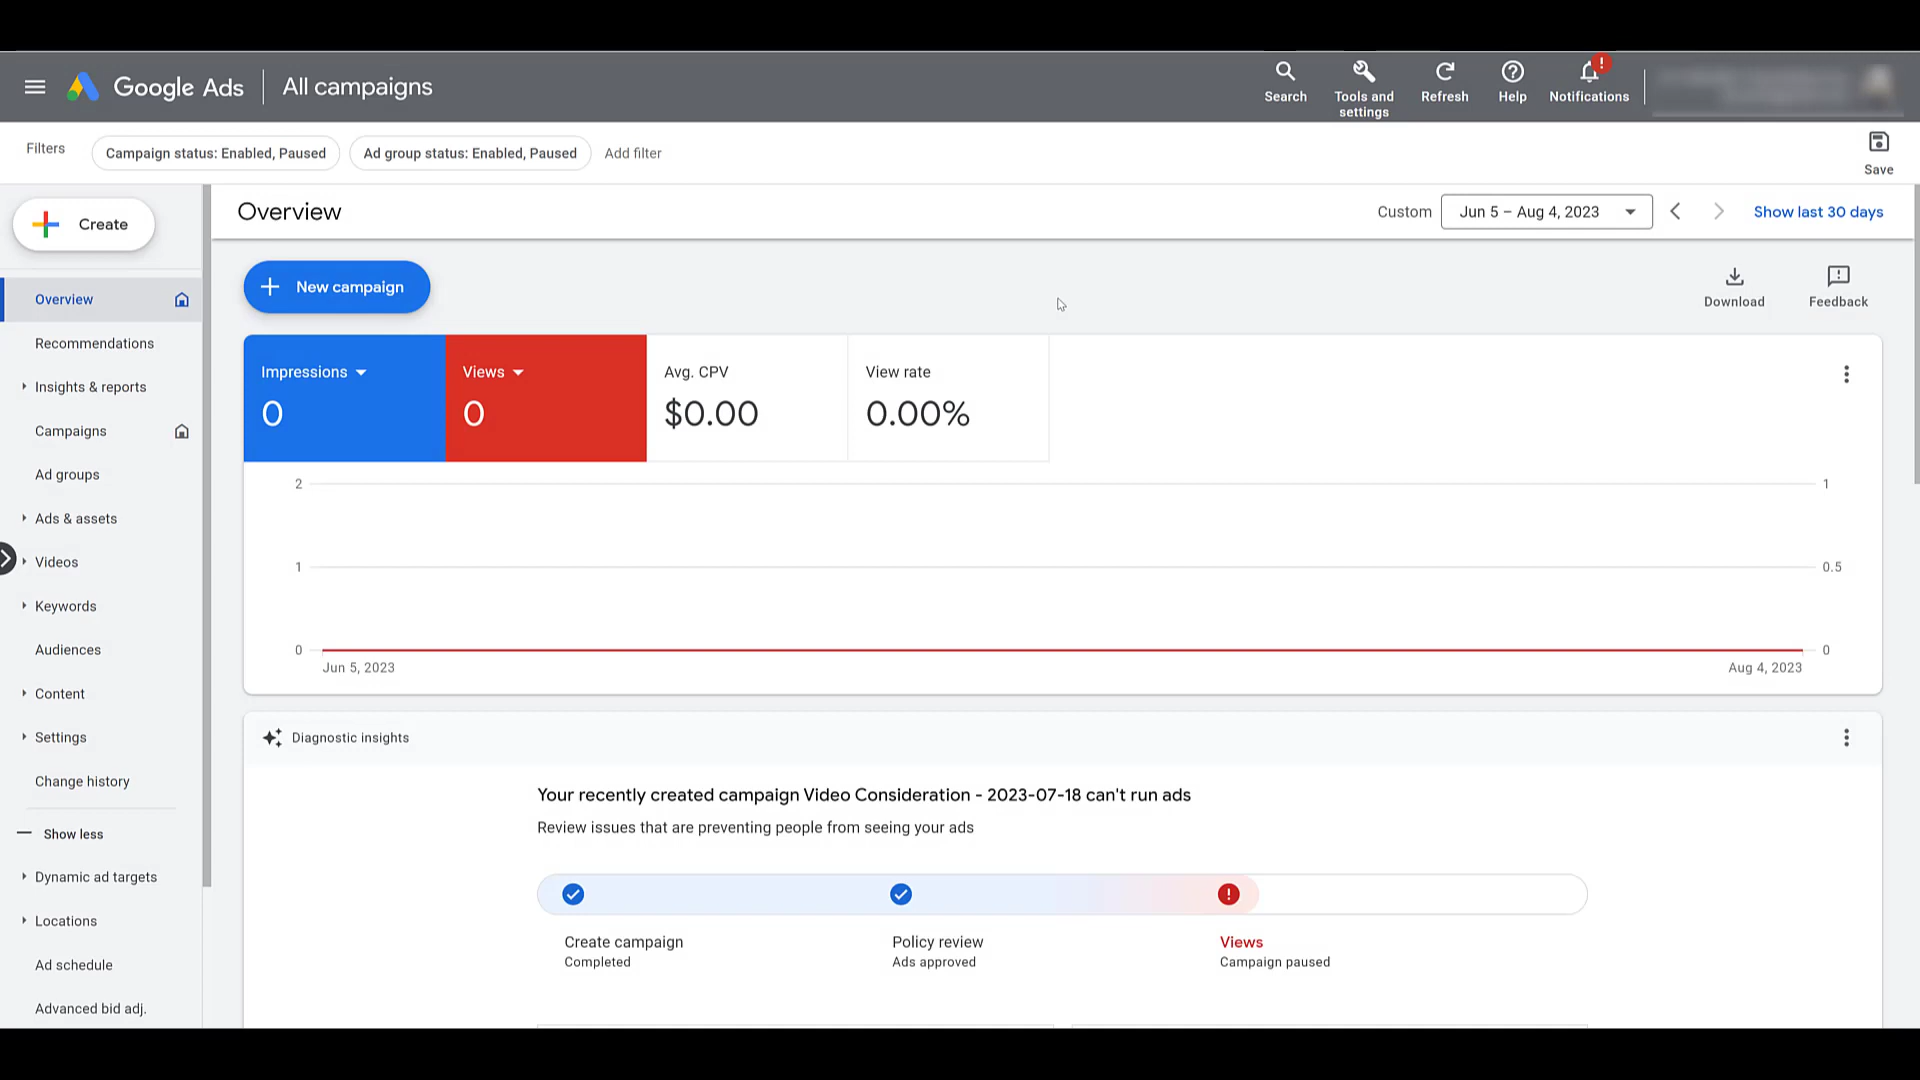 Google Ads
All campaigns
Search
Tools and
settings
Refresh
Help
!
Notifications
Filters
Campaign status: Enabled, Paused
Ad group status: Enabled, Paused
Add filter
Save
Create
Overview
Custom
Jun 5 – Aug 4, 2023
Show last 30 days
Overview
Recommendations
Insights & reports
Campaigns
Ad groups
Ads & assets
Videos
Keywords
Audiences
Content
Settings
Change history
Show less
Dynamic ad targets
Locations
Ad schedule
Advanced bid adj.
New campaign
Download
Feedback
Impressions
0
Views
0
Avg. CPV
$0.00
View rate
0.00%
2
1
1
0.5
0
0
Jun 5, 2023
Aug 4, 2023
Diagnostic insights
Your recently created campaign Video Consideration - 2023-07-18 can't run ads
Review issues that are preventing people from seeing your ads
Create campaign
Completed
Policy review
Ads approved
Views
Campaign paused